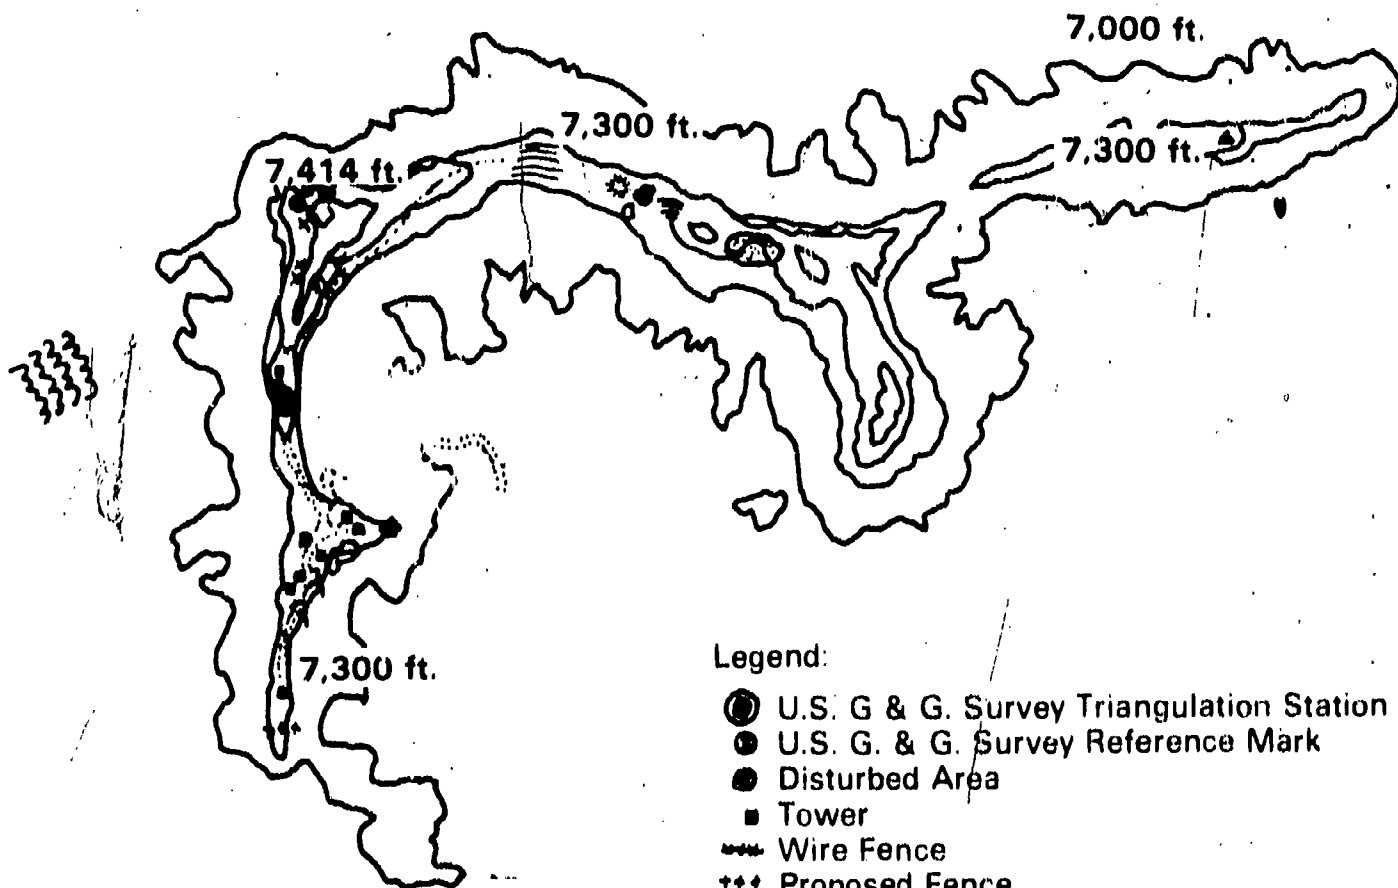 7,000 ft.
7,300 ft.
7,300 ft.
7,414 ft.
7,300 ft.
Legend:
U.S. G & G. Survey Triangulation Station
U.S. G. & G. Survey Reference Mark
Disturbed Area
Tower
Wire Fence
Proposed Fence